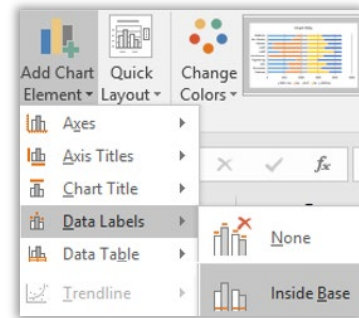 Add Chart Quick Change
Element Layout Colors
Axes
Axis Titles
Chart Title
Data Labels
Data Table
Trendline
None
Inside Base
fx